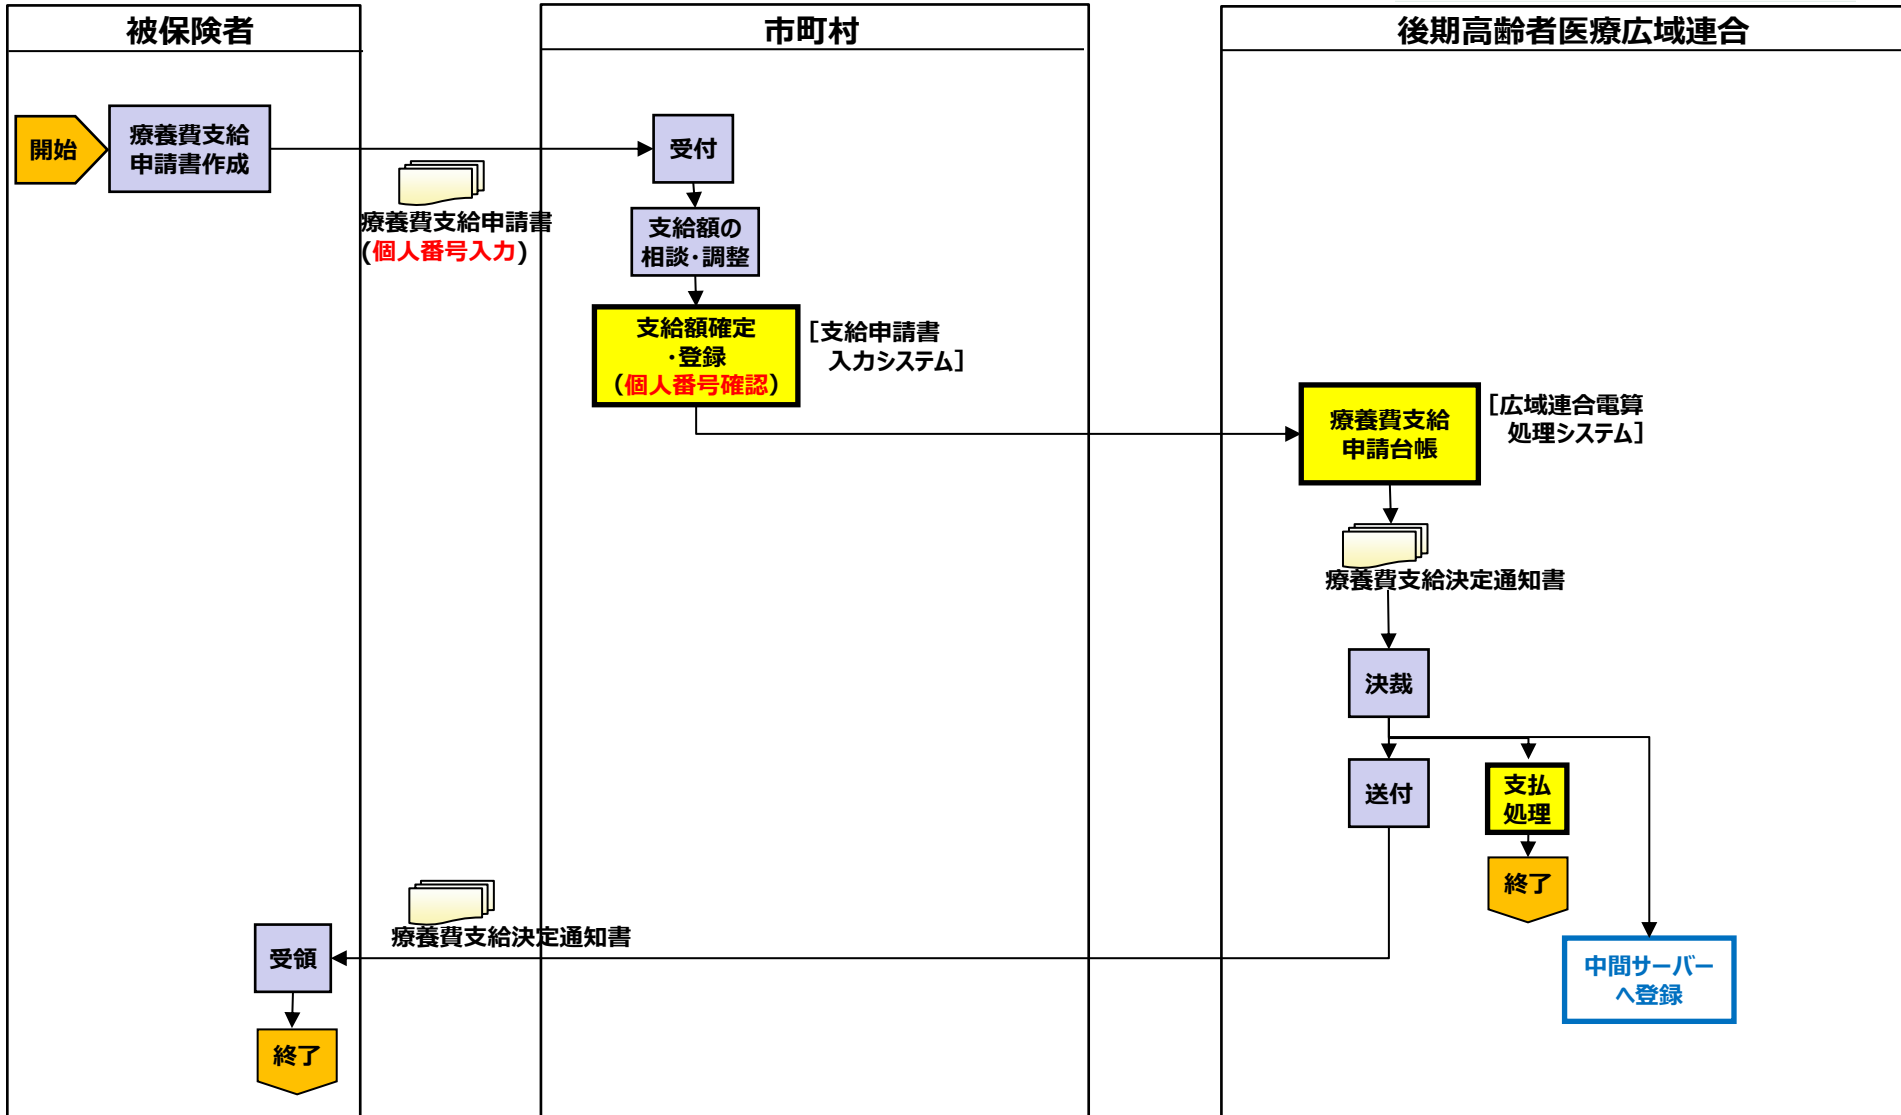 被保険者
市町村
後期高齢者医療広域連合
開始
療養費支給
申請書作成
療養費支給申請書
(個人番号入力)
受付
支給額の
相談・調整
支給額確定
・登録
(個人番号確認)
[支給申請書
入力システム]
療養費支給
申請台帳
[広域連合電算
処理システム]
療養費支給決定通知書
決裁
送付
支払
処理
終了
中間サーバー
へ登録
療養費支給決定通知書
受領
終了